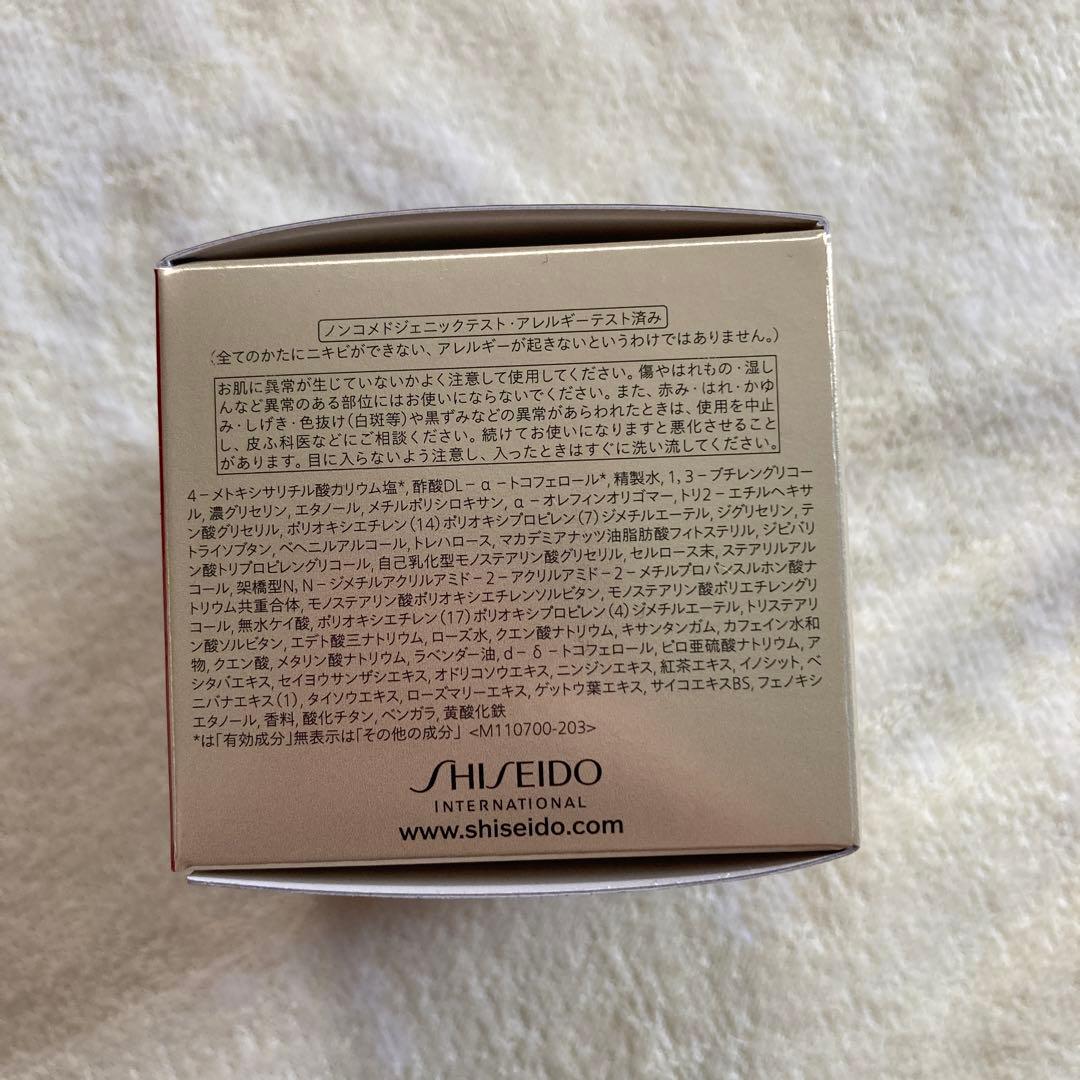 ノンコメドジェニックテスト・アレルギーテスト済み
(全てのかたにニキビができない、アレルギーが起きないというわけではありません。)
お肌に異常が生じていないかよく注意して使用してください。傷やはれもの・湿し
んなど異常のある部位にはお使いにならないでください。また、赤み・はれ・かゆ
み・しげき・色抜け(白斑等)や黒ずみなどの異常があらわれたときは、使用を中止
し、皮ふ科医などにご相談ください。続けてお使いになりますと悪化させること
があります。目に入らないよう注意し、入ったときはすぐに洗い流してください。
4-メトキシサリチル酸カリウム塩*, 酢酸DL-α-トコフェロール*, 精製水, 1,3-ブチレングリコー
ル, 濃グリセリン, エタノール, メチルポリシロキサン, α-オレフィンオリゴマー, トリ2-エチルヘキサ
ン酸グリセリル, ポリオキシエチレン(14)ポリオキシプロピレン(7)ジメチルエーテル, ジグリセリン, テ
トライソブタン, ベヘニルアルコール, トレハロース, マカデミアナッツ油脂肪酸フィトステリル, ジピバリ
ン酸トリプロピレングリコール, 自己乳化型モノステアリン酸グリセリル, セルロース末, ステアリルアル
コール, 架橋型N,N-ジメチルアクリルアミド-2-アクリルアミド-2-メチルプロパンスルホン酸ナ
トリウム共重合体, モノステアリン酸ポリオキシエチレンソルビタン, モノステアリン酸ポリエチレングリ
コール, 無水ケイ酸, ポリオキシエチレン(17)ポリオキシプロピレン(4)ジメチルエーテル, トリステアリ
ン酸ソルビタン, エデト酸三ナトリウム, ローズ水, クエン酸ナトリウム, キサンタンガム, カフェイン水和
物, クエン酸, メタリン酸ナトリウム, ラベンダー油, d-δ-トコフェロール, ピロ亜硫酸ナトリウム, ア
シタバエキス, セイヨウサンザシエキス, オドリコソウエキス, ニンジンエキス, 紅茶エキス, イノシット, ベ
ニバナエキス(1), タイソウエキス, ローズマリーエキス, ゲットウ葉エキス, サイコエキスBS, フェノキシ
エタノール, 香料, 酸化チタン, ベンガラ, 黄酸化鉄
*は「有効成分」無表示は「その他の成分」 <M110700-203>
SHISEIDO
INTERNATIONAL
www.shiseido.com